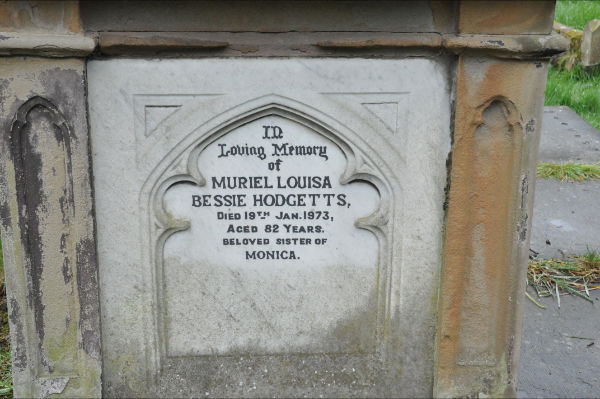 In
Loving Memory
of
MURIEL LOUISA
BESSIE HODGETTS,
DIED 19TH JAN. 1973,
AGED 82 YEARS.
BELOVED SISTER OF
MONICA.